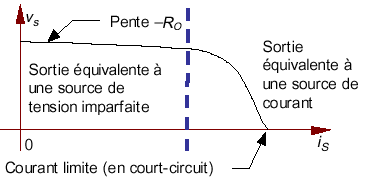 v_s
Pente –R_O
Sortie équivalente à
une source de
tension imparfaite
Sortie
équivalente à
une source de
courant
0
i_S
Courant limite (en court-circuit)